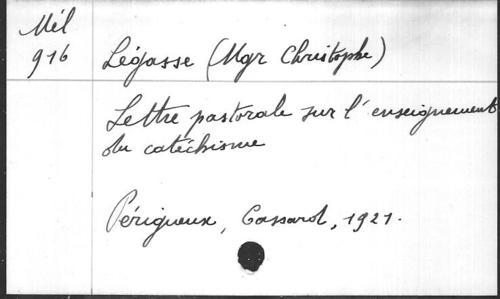 Mél
916
Légasse (Mgr Christophe)
Lettre pastorale sur l'enseignement
du catéchisme
Périgueux, Cassard, 1921.